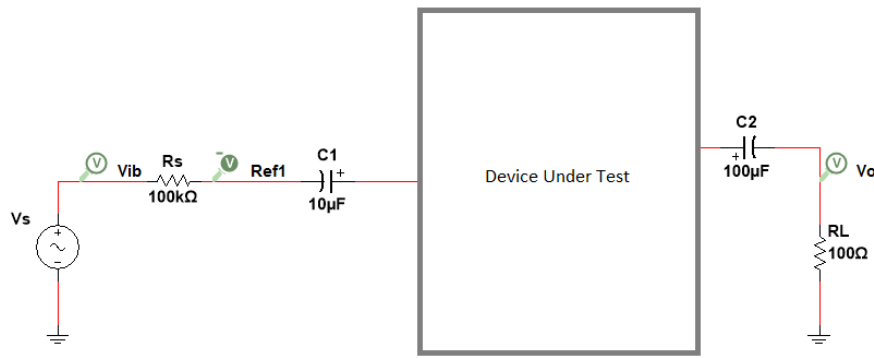 V
Vib
Rs
100kΩ
V
Ref1
C1
+
10µF
Vs
+
Device Under Test
C2
+
100µF
V
Vo
RL
100Ω